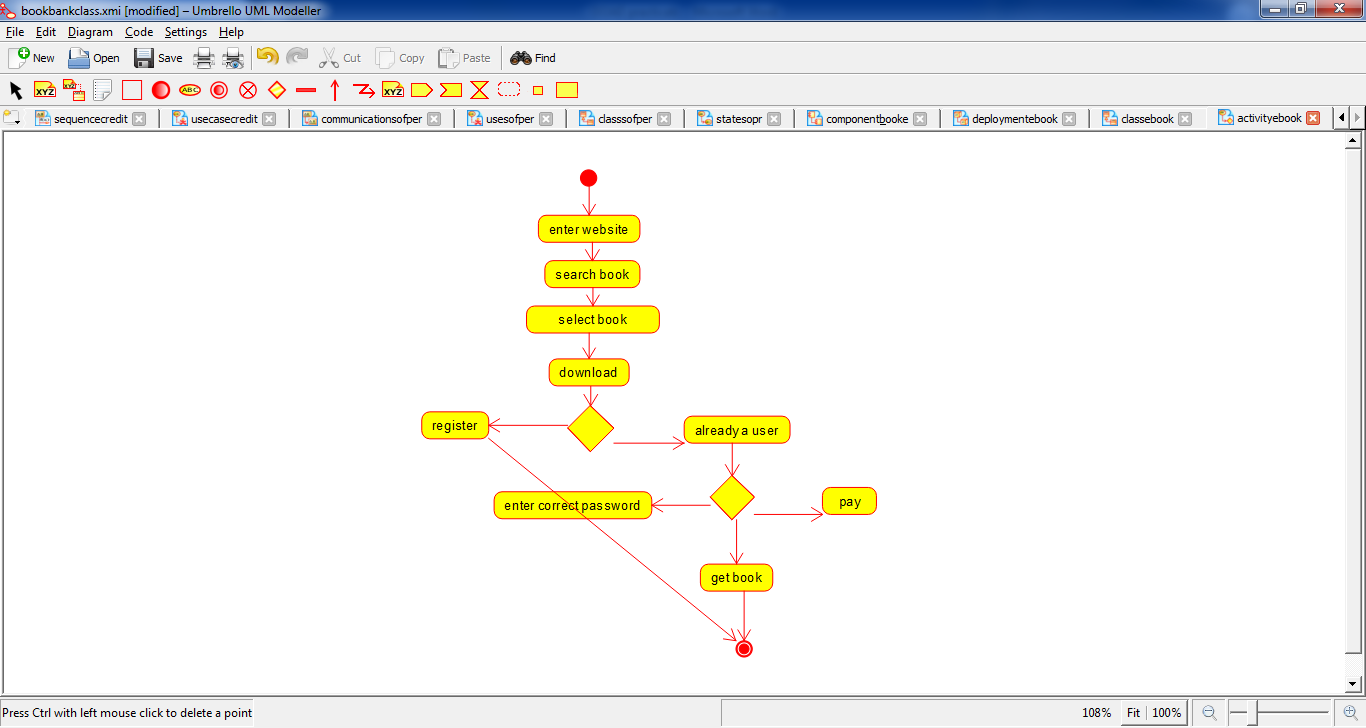 bookbankclass.xmi [modified] – Umbrello UML Modeller
File Edit Diagram Code Settings Help
New Open Save Cut Copy Paste Find
XYZ XYZ ABC XYZ
sequencecredit usecasecredit communicationsofper usesofper classsofper statesopr componentbooke deploymentebook classebook activityebook
enter website
search book
select book
download
register
already a user
enter correct password
pay
get book
Press Ctrl with left mouse click to delete a point 108% Fit 100%